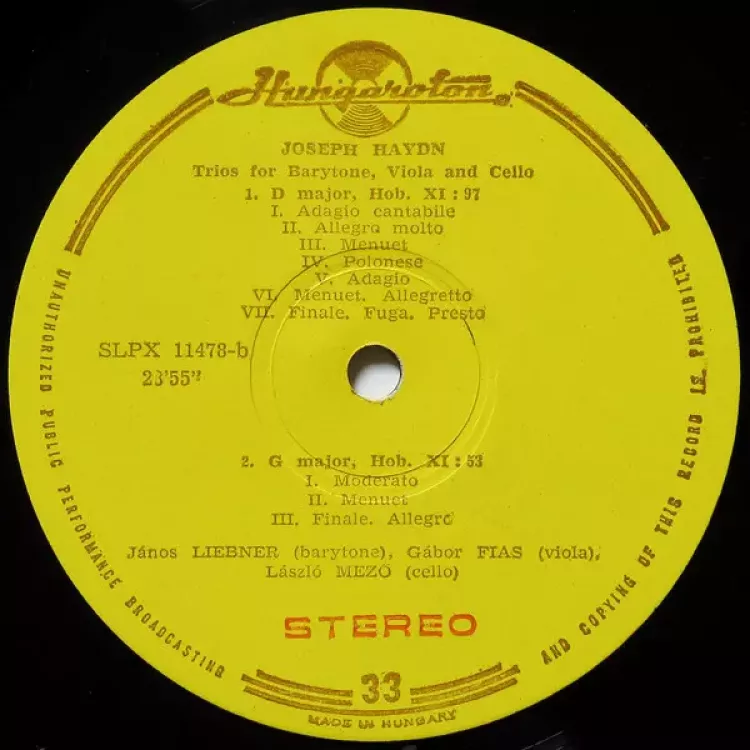 Hungaroton
JOSEPH HAYDN
Trios for Barytone, Viola and Cello
1. D major, Hob. XI : 97
I. Adagio cantabile
II. Allegro molto
III. Menuet
IV. Polonese
V. Adagio
VI. Menuet. Allegretto
VII. Finale. Fuga. Presto
SLPX 11478-b
23'55"
2. G major, Hob. XI : 53
I. Moderato
II. Menuet
III. Finale. Allegro
János LIEBNER (barytone), Gábor FIAS (viola),
László MEZŐ (cello)
STEREO
33
MADE IN HUNGARY
UNAUTHORIZED PUBLIC PERFORMANCE BROADCASTING
AND COPYING OF THIS RECORD IS PROHIBITED